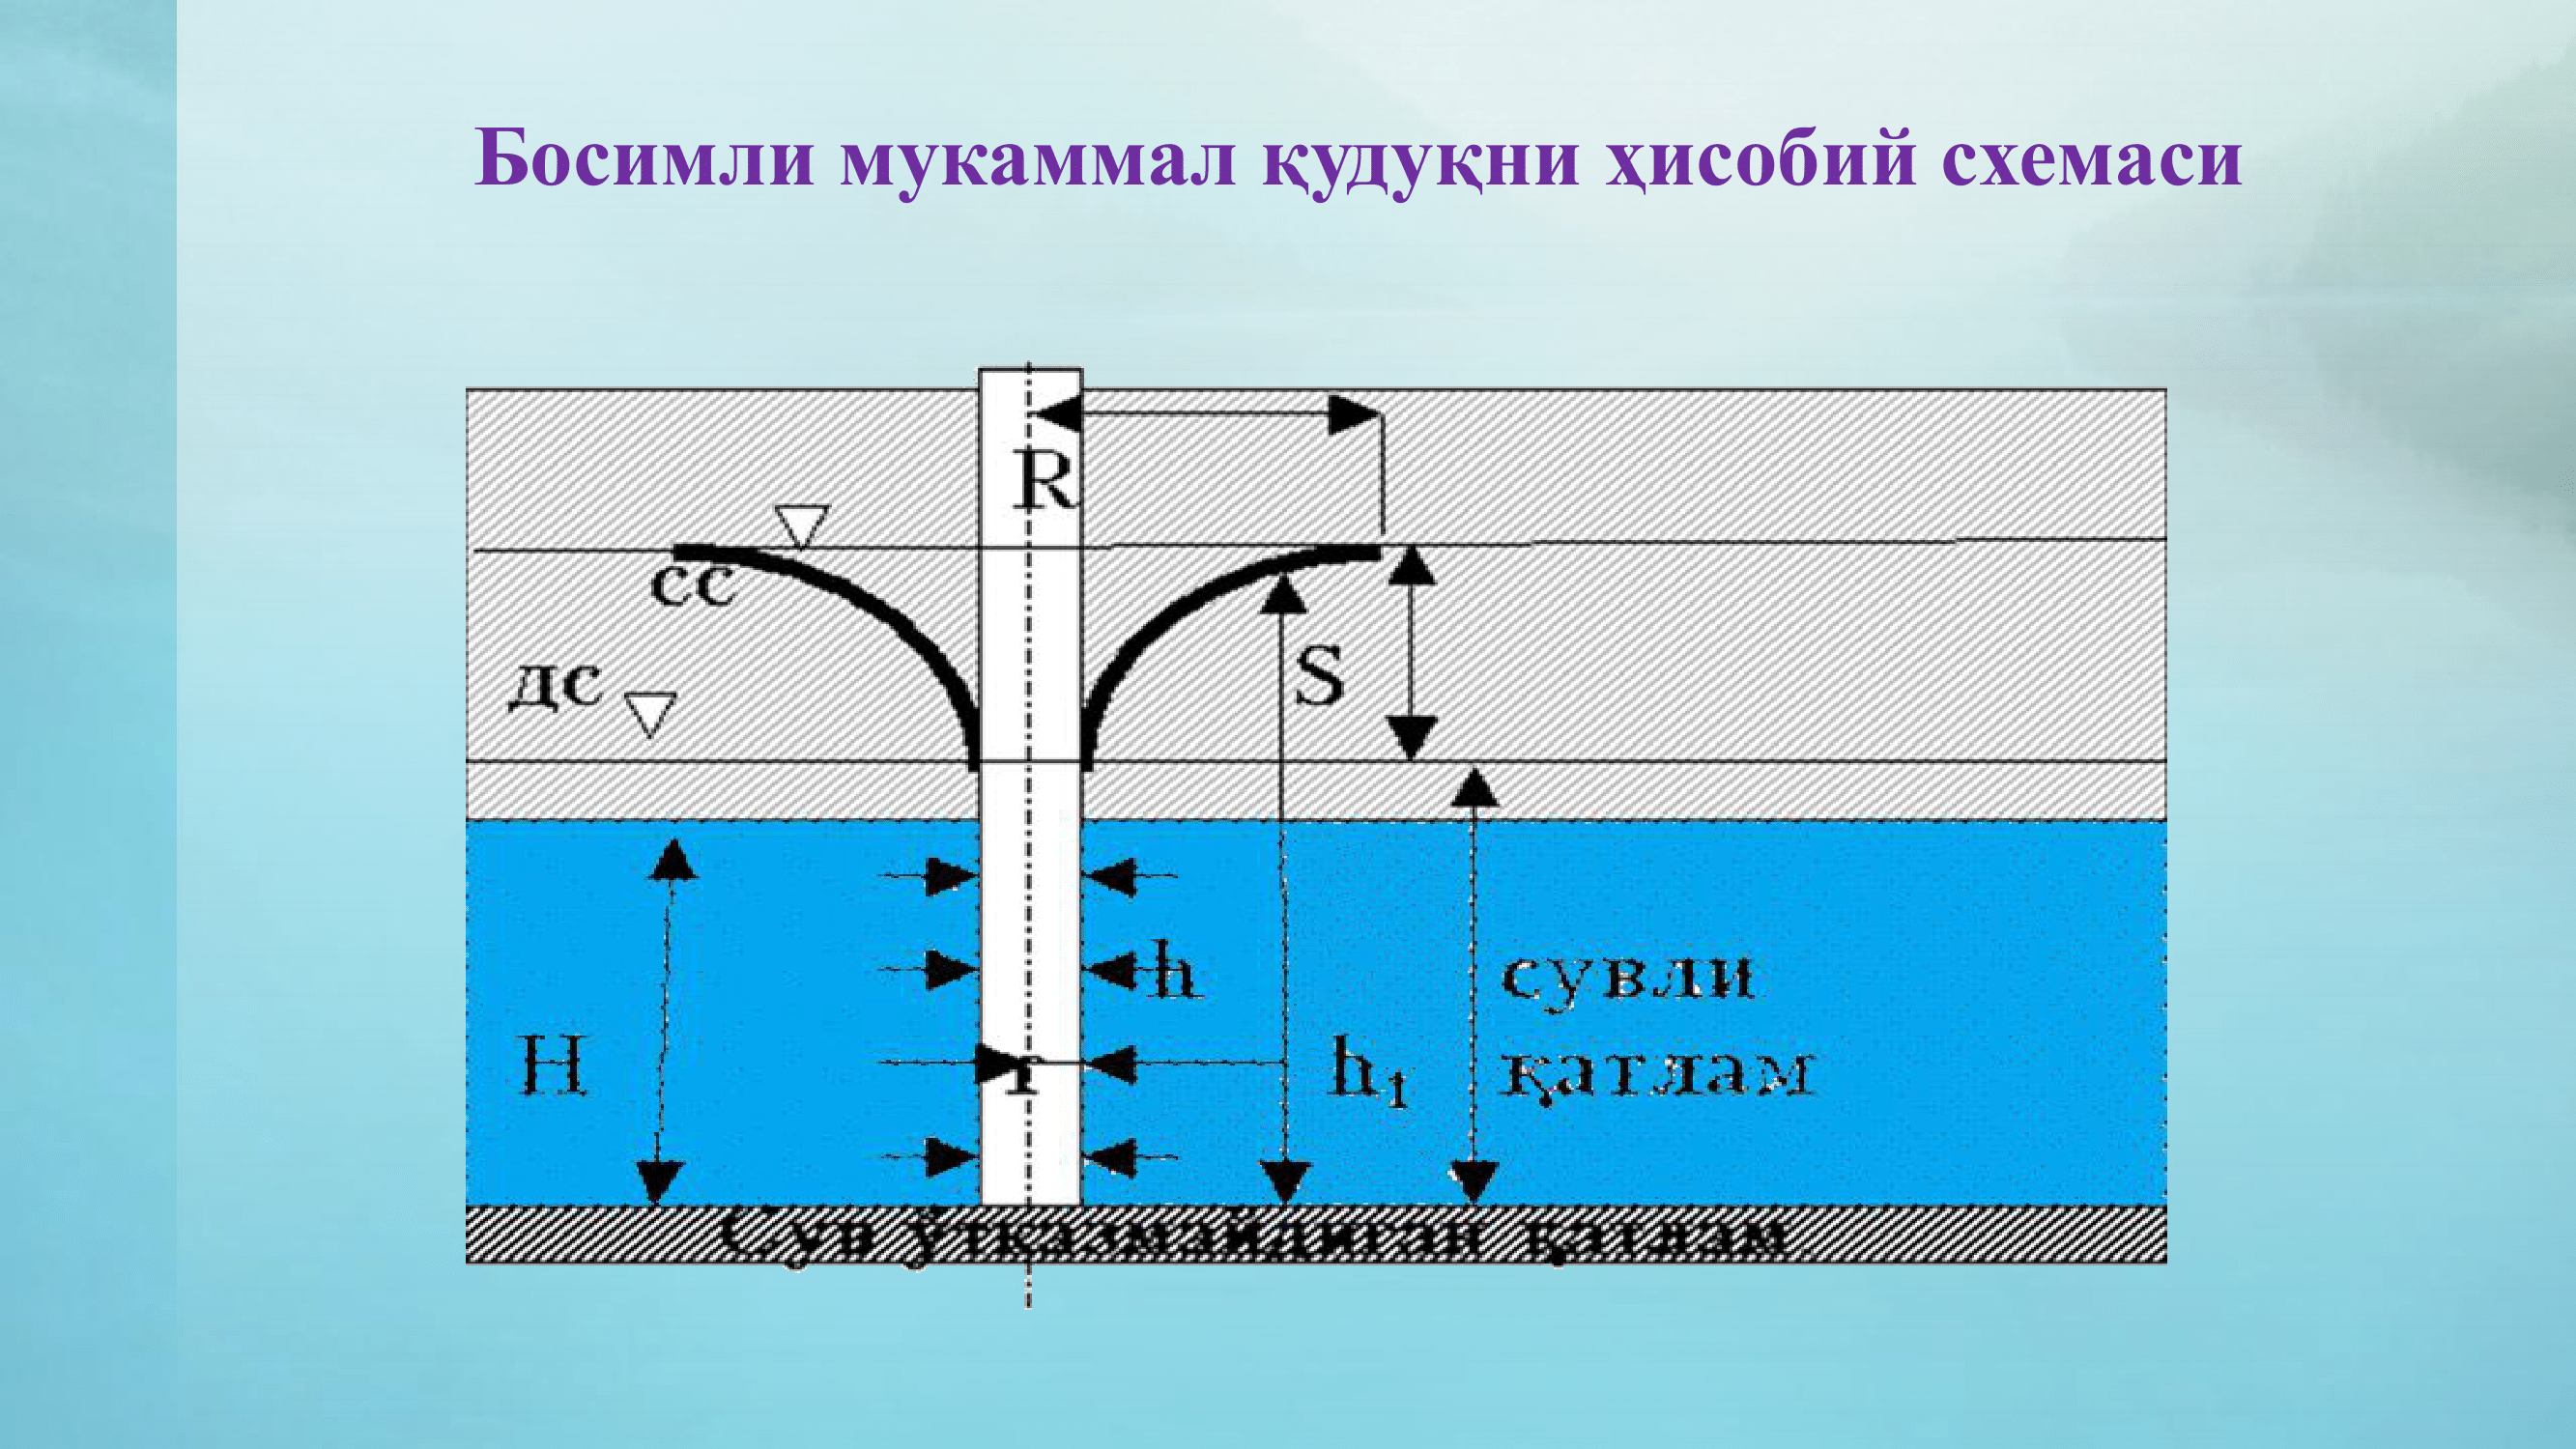 Босимли мукаммал қудуқни ҳисобий схемаси
R
сс
дс
S
h
сувли
H
r
h₁
қатлам
Сув ўтказмайдиган қатлам